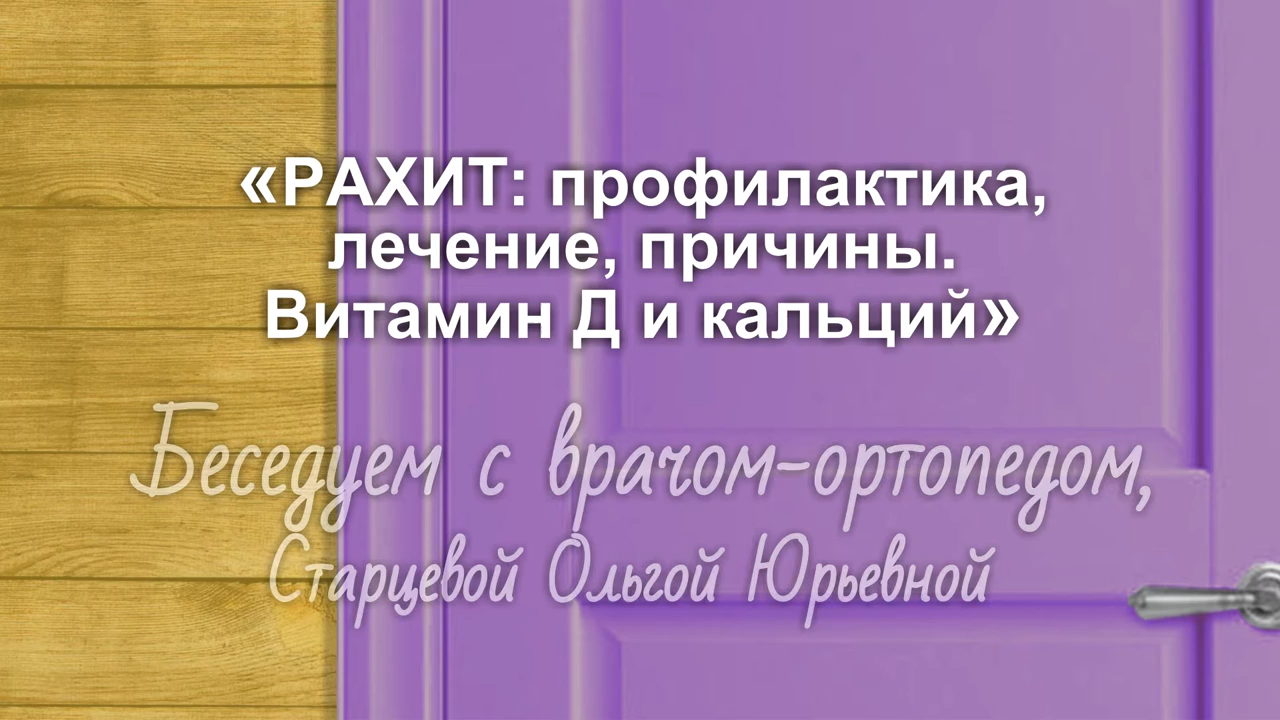 «РАХИТ: профилактика,
лечение, причины.
Витамин Д и кальций»
Беседуем с врачом-ортопедом,
Старцевой Ольгой Юрьевной